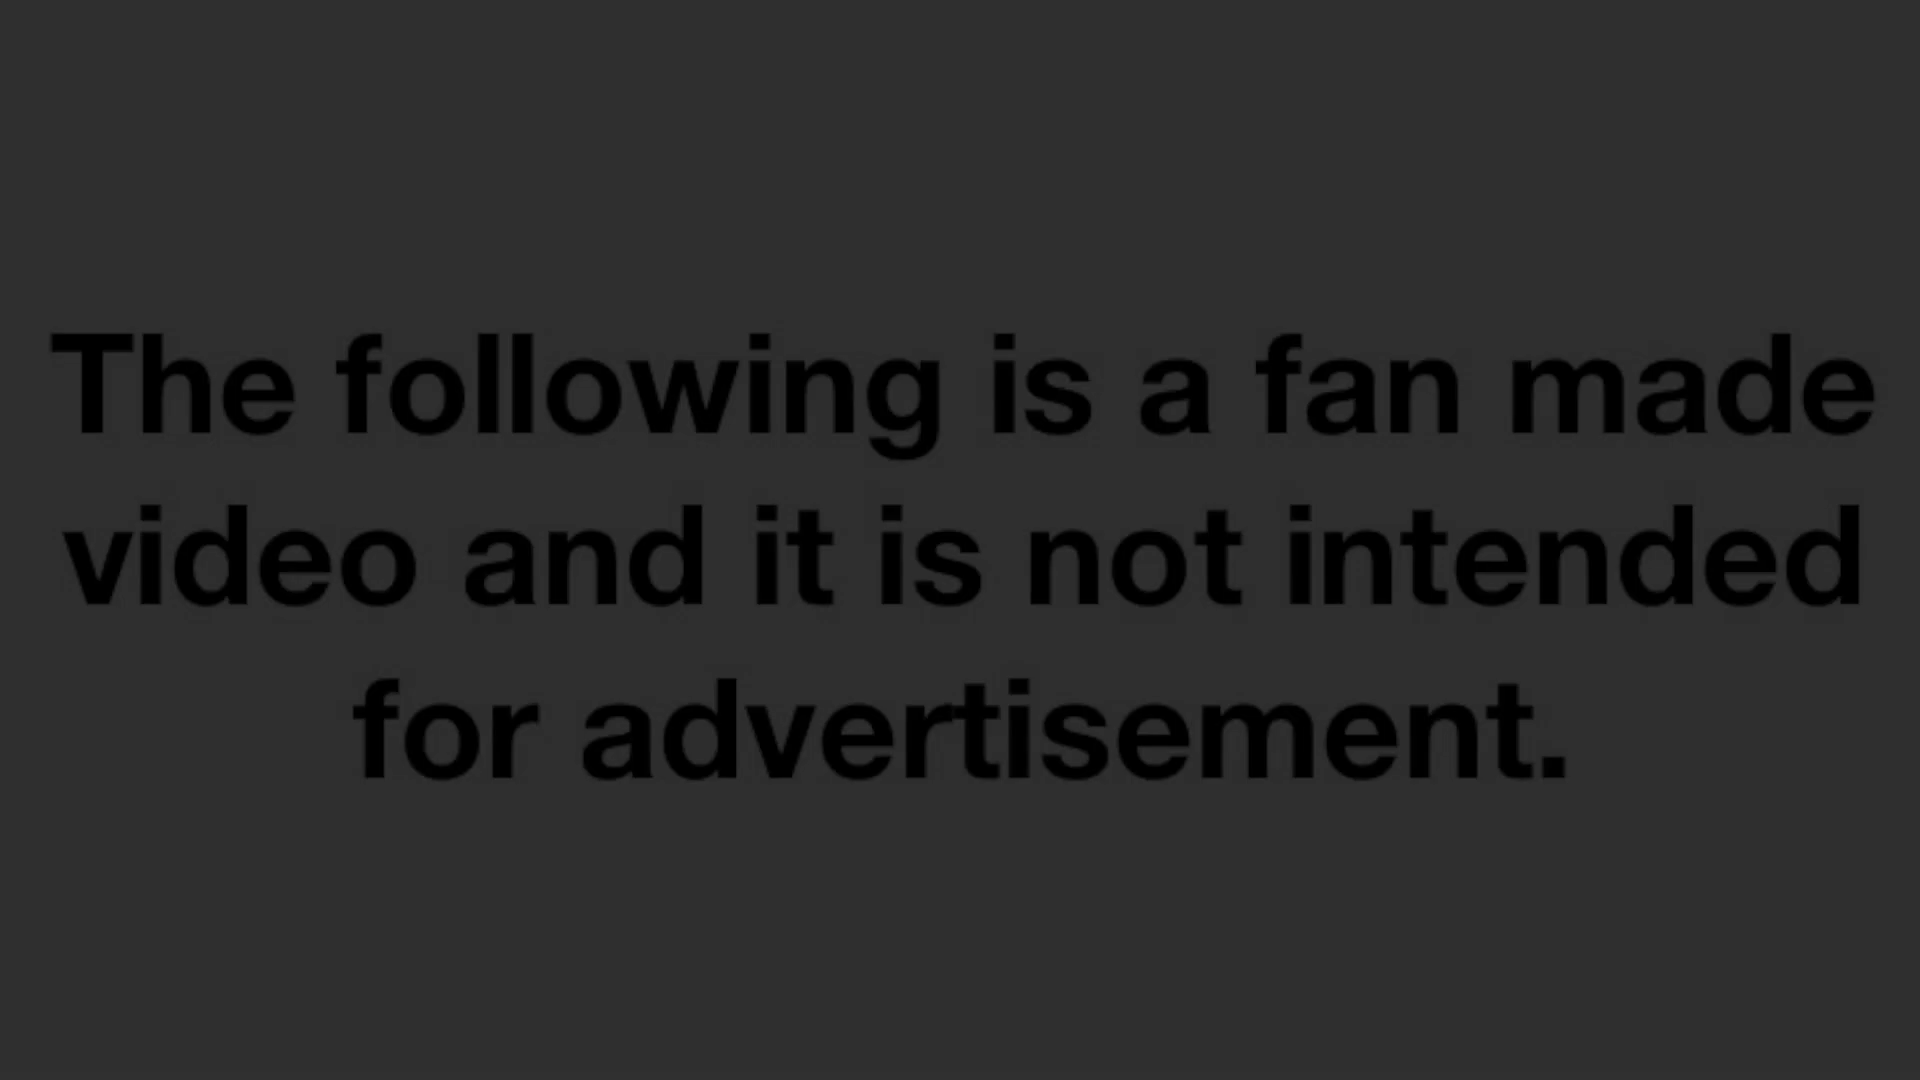 The following is a fan made
video and it is not intended
for advertisement.